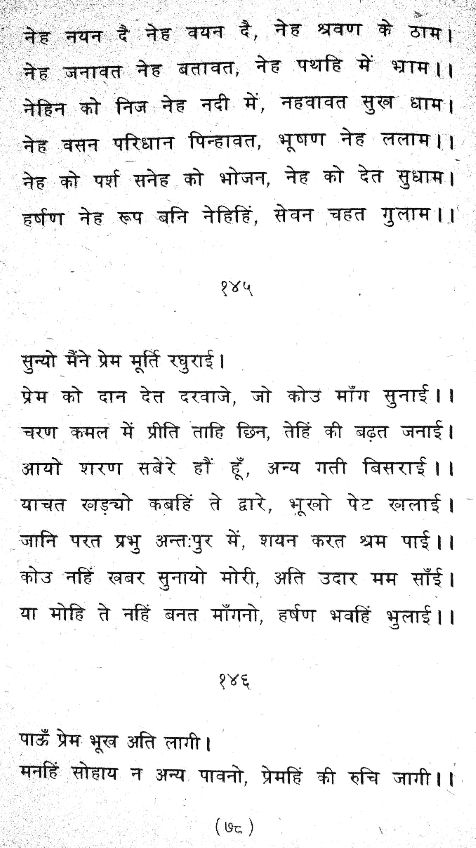 नेह नयन दै नेह वयन दै, नेह श्रवण के ठाम।
नेह जनावत नेह बतावत, नेह पथहि में भ्राम।।
नेहिन को निज नेह नदी में, नहवावत सुख धाम।
नेह वसन परिधान पिन्हावत, भूषण नेह ललाम।।
नेह को पर्श सनेह को भोजन, नेह को देत सुधाम।
हर्षण नेह रूप बनि नेहिहिं, सेवन चहत गुलाम।।
१४५
सुन्यो मैंने प्रेम मूर्ति रघुराई।
प्रेम को दान देत दरवाजे, जो कोउ माँग सुनाई।।
चरण कमल में प्रीति ताहि छिन, तेहिं की बढ़त जनाई।
आयो शरण सबेरे हौं हूँ, अन्य गती बिसराई।।
याचत खड़्यो कबहिं ते द्वारे, भूखो पेट खलाई।
जानि परत प्रभु अन्तःपुर में, शयन करत श्रम पाई।।
कोउ नहिं खबर सुनायो मोरी, अति उदार मम साँई।
या मोहि ते नहिं बनत माँगनो, हर्षण भवहिं भुलाई।।
१४६
पाऊँ प्रेम भूख अति लागी।
मनहिं सोहाय न अन्य पावनो, प्रेमहिं की रुचि जागी।।
(७८)